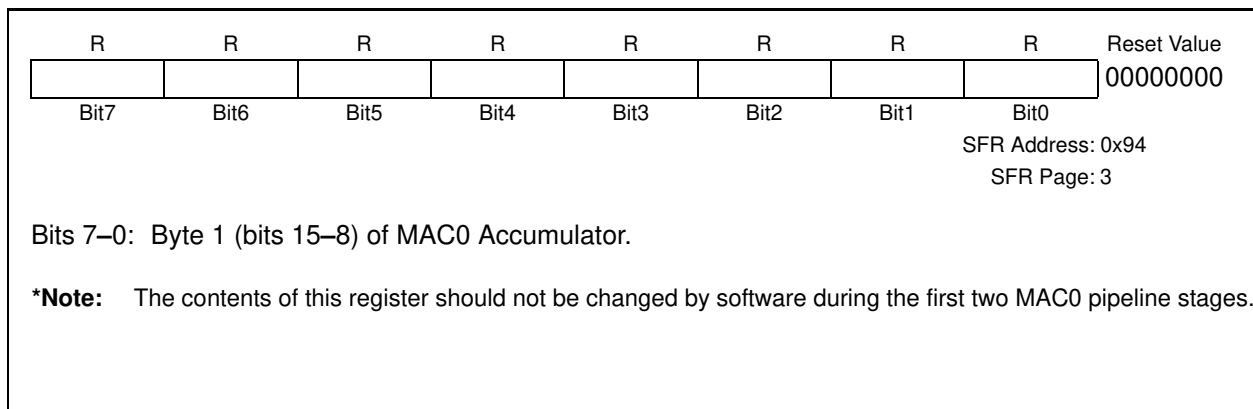 R R R R R R R R Reset Value
00000000
Bit7 Bit6 Bit5 Bit4 Bit3 Bit2 Bit1 Bit0
SFR Address: 0x94
SFR Page: 3
Bits 7–0: Byte 1 (bits 15–8) of MAC0 Accumulator.
*Note: The contents of this register should not be changed by software during the first two MAC0 pipeline stages.